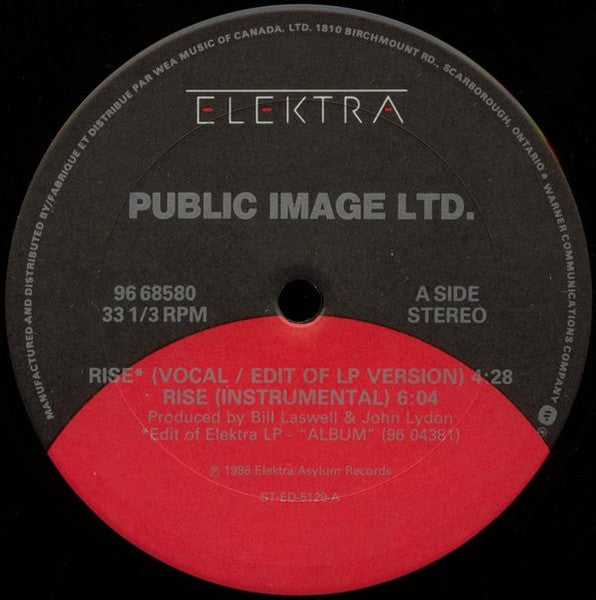 MANUFACTURED AND DISTRIBUTED BY/FABRIQUE ET DISTRIBUE PAR WEA MUSIC OF CANADA, LTD. 1810 BIRCHMOUNT RD., SCARBOROUGH, ONTARIO a WARNER COMMUNICATIONS COMPANY
ELEKTRA
PUBLIC IMAGE LTD.
96 68580
33 1/3 RPM
A SIDE
STEREO
RISE* (VOCAL / EDIT OF LP VERSION) 4:28
RISE (INSTRUMENTAL) 6:04
Produced by Bill Laswell & John Lydon
*Edit of Elektra LP - "ALBUM" (96 04381)
℗ 1986 Elektra/Asylum Records
ST-ED-5129-A